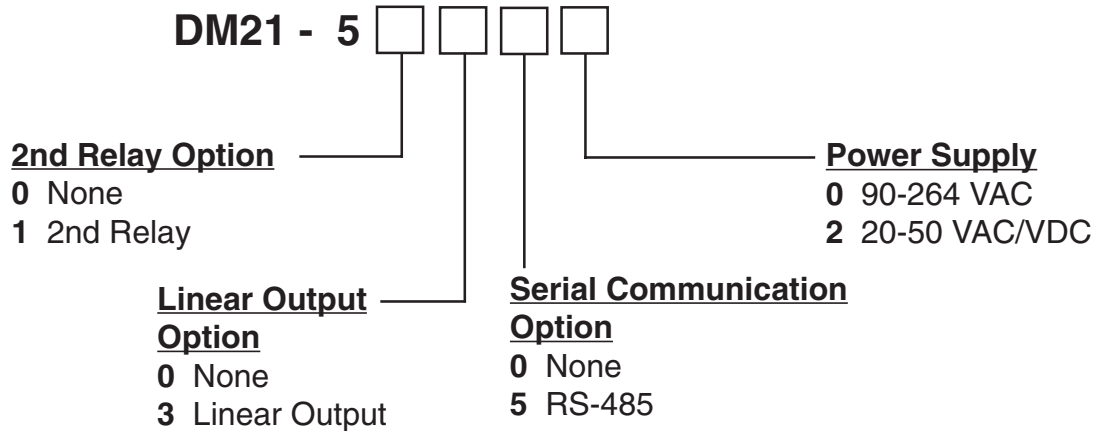 DM21 - 5
2nd Relay Option
0 None
1 2nd Relay
Power Supply
0 90-264 VAC
2 20-50 VAC/VDC
Linear Output
Option
0 None
3 Linear Output
Serial Communication
Option
0 None
5 RS-485